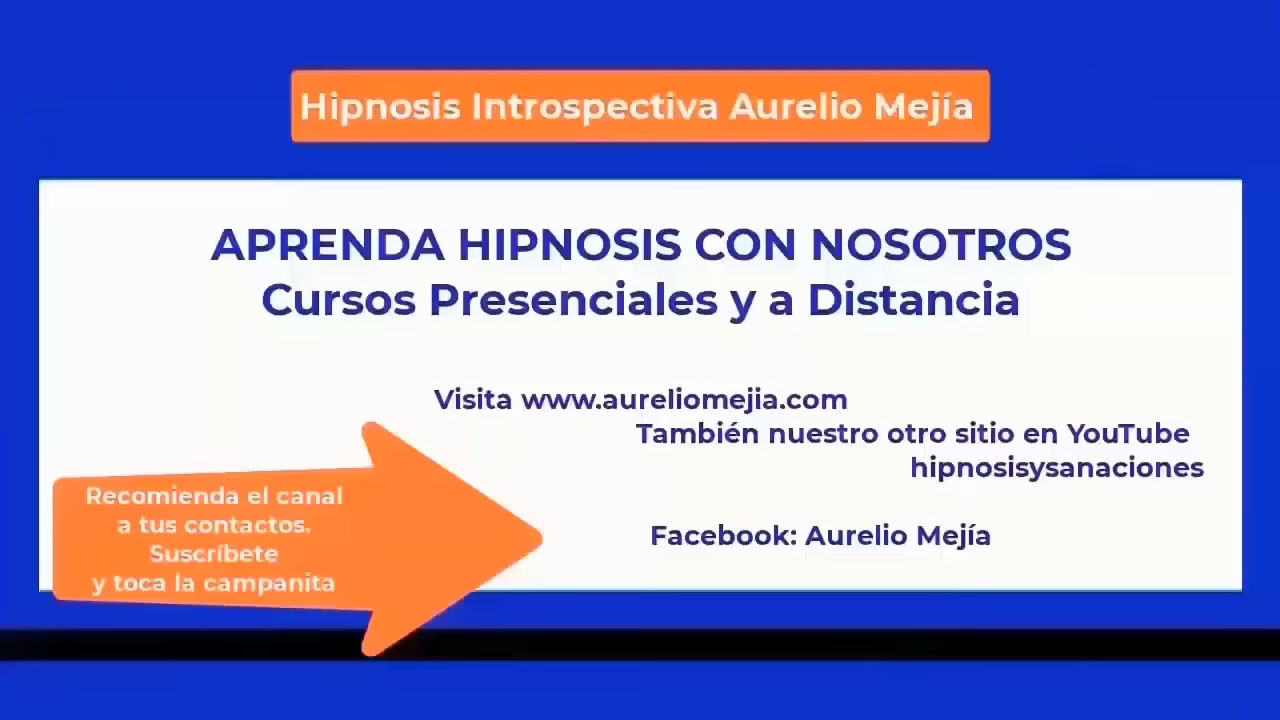 Hipnosis Introspectiva Aurelio Mejía
APRENDA HIPNOSIS CON NOSOTROS
Cursos Presenciales y a Distancia
Visita www.aureliomejia.com
También nuestro otro sitio en YouTube
hipnosisysanaciones
Facebook: Aurelio Mejía
Recomienda el canal
a tus contactos.
Suscríbete
y toca la campanita